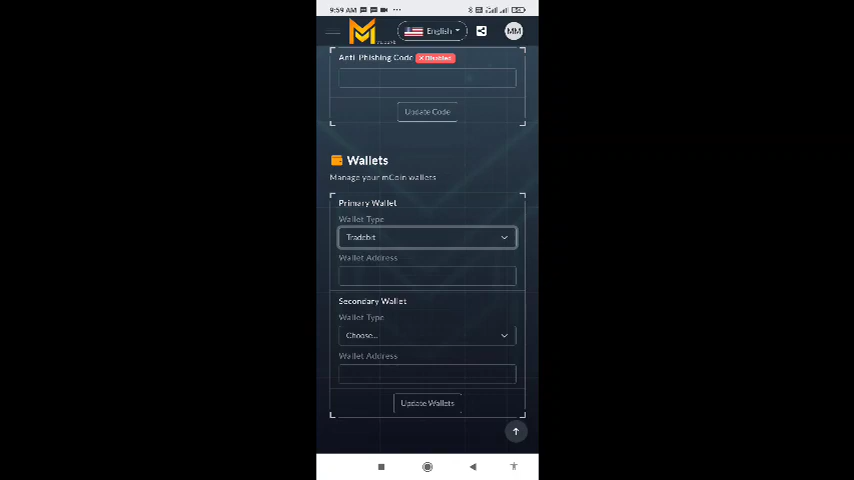 9:59 AM
English
MM
Anti-Phishing Code × Disabled
Update Code
Wallets
Manage your mCoin wallets
Primary Wallet
Wallet Type
Tradebit
Wallet Address
Secondary Wallet
Wallet Type
Choose...
Wallet Address
Update Wallets